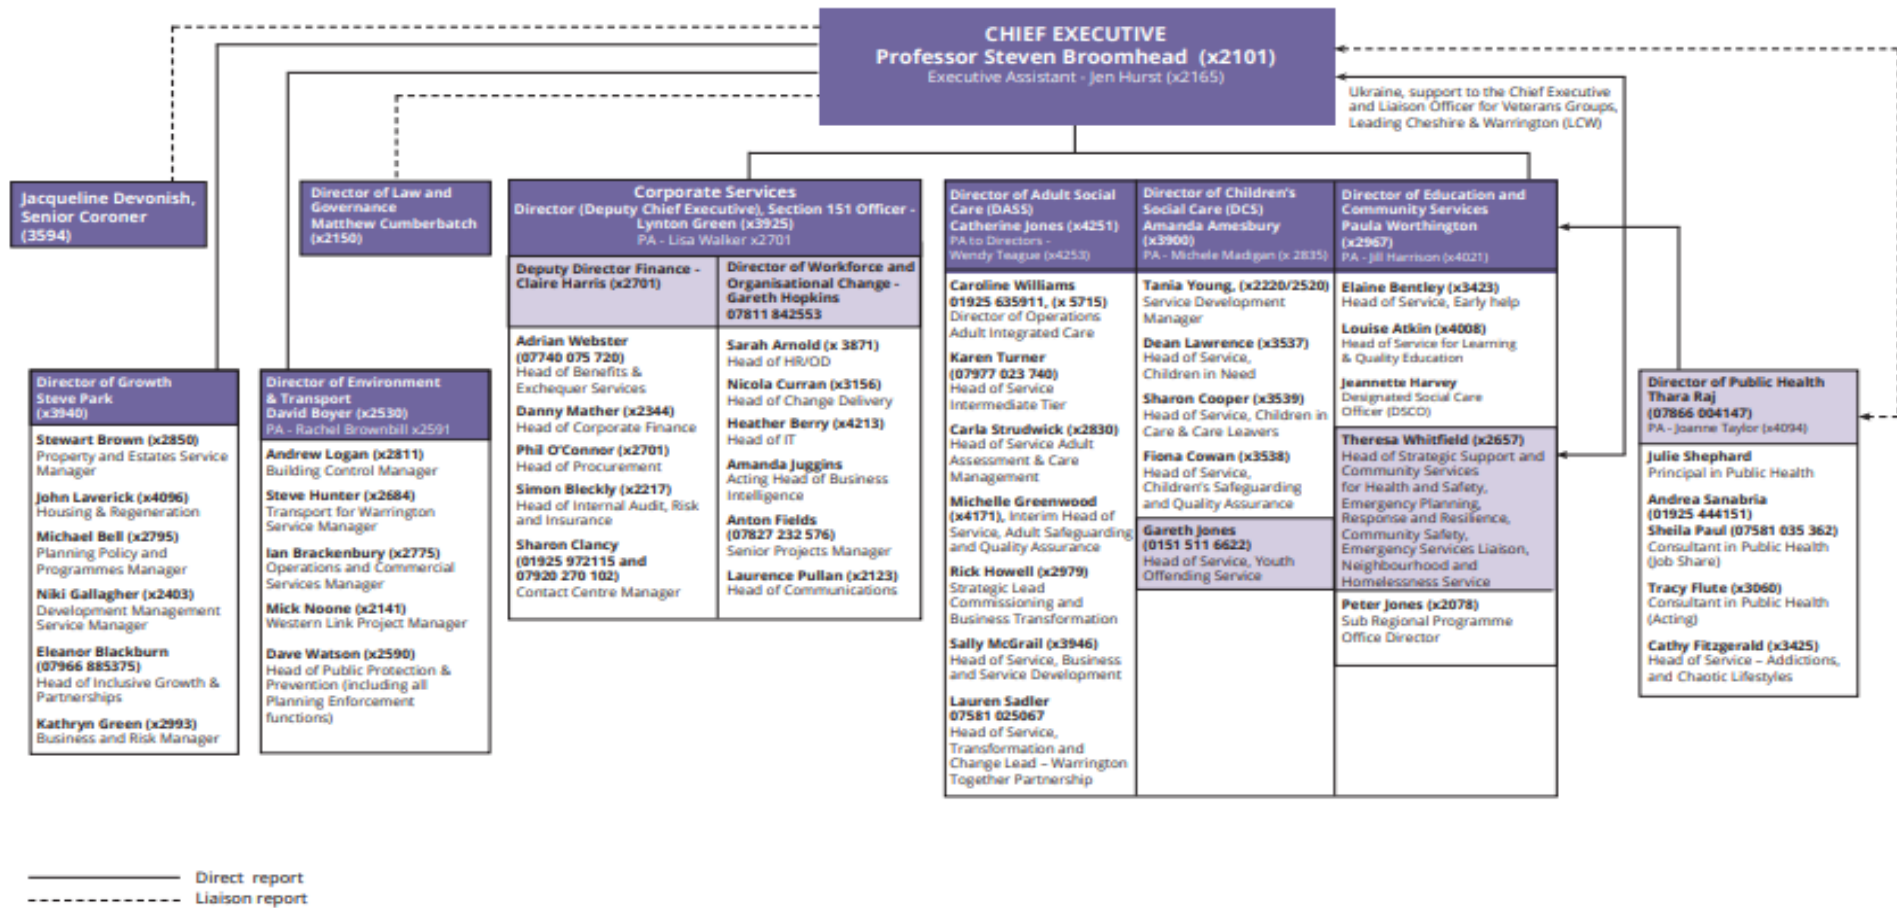 CHIEF EXECUTIVE
Professor Steven Broomhead (x2101)
Executive Assistant - Jen Hurst (x2165)
Ukraine, support to the Chief Executive
and Liaison Officer for Veterans Groups,
Leading Cheshire & Warrington (LCW)
Jacqueline Devonish,
Senior Coroner
(3594)
Director of Law and
Governance
Matthew Cumberbatch
(x2150)
Director of Growth
Steve Park
(x3940)
Stewart Brown (x2850)
Property and Estates Service
Manager
John Laverick (x4096)
Housing & Regeneration
Michael Bell (x2795)
Planning Policy and
Programmes Manager
Niki Gallagher (x2403)
Development Management
Service Manager
Eleanor Blackburn
(07966 885375)
Head of Inclusive Growth &
Partnerships
Kathryn Green (x2993)
Business and Risk Manager
Director of Environment
& Transport
David Boyer (x2530)
PA - Rachel Brownbill x2591
Andrew Logan (x2811)
Building Control Manager
Steve Hunter (x2684)
Transport for Warrington
Service Manager
Ian Brackenbury (x2775)
Operations and Commercial
Services Manager
Mick Noone (x2141)
Western Link Project Manager
Dave Watson (x2590)
Head of Public Protection &
Prevention (including all
Planning Enforcement
functions)
Corporate Services
Director (Deputy Chief Executive), Section 151 Officer -
Lynton Green (x3925)
PA - Lisa Walker x2701
Deputy Director Finance -
Claire Harris (x2701)
Adrian Webster
(07740 075 720)
Head of Benefits &
Exchequer Services
Danny Mather (x2344)
Head of Corporate Finance
Phil O'Connor (x2701)
Head of Procurement
Simon Bleckly (x2217)
Head of Internal Audit, Risk
and Insurance
Sharon Clancy
(01925 972115 and
07920 270 102)
Contact Centre Manager
Director of Workforce and
Organisational Change -
Gareth Hopkins
07811 842553
Sarah Arnold (x 3871)
Head of HR/OD
Nicola Curran (x3156)
Head of Change Delivery
Heather Berry (x4213)
Head of IT
Amanda Juggins
Acting Head of Business
Intelligence
Anton Fields
(07827 232 576)
Senior Projects Manager
Laurence Pullan (x2123)
Head of Communications
Director of Adult Social
Care (DASS)
Catherine Jones (x4251)
PA to Directors -
Wendy Teague (x4253)
Caroline Williams
01925 635911, (x 5715)
Director of Operations
Adult Integrated Care
Karen Turner
(07977 023 740)
Head of Service
Intermediate Tier
Carla Strudwick (x2830)
Head of Service Adult
Assessment & Care
Management
Michelle Greenwood
(x4171), Interim Head of
Service, Adult Safeguarding
and Quality Assurance
Rick Howell (x2979)
Strategic Lead
Commissioning and
Business Transformation
Sally McGrail (x3946)
Head of Service, Business
and Service Development
Lauren Sadler
07581 025067
Head of Service,
Transformation and
Change Lead – Warrington
Together Partnership
Director of Children's
Social Care (DCS)
Amanda Amesbury
(x3900)
PA - Michele Madigan (x 2835)
Tania Young, (x2220/2520)
Service Development
Manager
Dean Lawrence (x3537)
Head of Service,
Children in Need
Sharon Cooper (x3539)
Head of Service, Children in
Care & Care Leavers
Fiona Cowan (x3538)
Head of Service,
Children's Safeguarding
and Quality Assurance
Gareth Jones
(0151 511 6622)
Head of Service, Youth
Offending Service
Director of Education and
Community Services
Paula Worthington
(x2967)
PA - Jill Harrison (x4021)
Elaine Bentley (x3423)
Head of Service, Early help
Louise Atkin (x4008)
Head of Service for Learning
& Quality Education
Jeannette Harvey
Designated Social Care
Officer (DSCO)
Theresa Whitfield (x2657)
Head of Strategic Support and
Community Services
for Health and Safety,
Emergency Planning,
Response and Resilience,
Community Safety,
Emergency Services Liaison,
Neighbourhood and
Homelessness Service
Peter Jones (x2078)
Sub Regional Programme
Office Director
Director of Public Health
Thara Raj
(07866 004147)
PA - Joanne Taylor (x4094)
Julie Shephard
Principal in Public Health
Andrea Sanabria
(01925 444151)
Sheila Paul (07581 035 362)
Consultant in Public Health
(Job Share)
Tracy Flute (x3060)
Consultant in Public Health
(Acting)
Cathy Fitzgerald (x3425)
Head of Service – Addictions,
and Chaotic Lifestyles
Direct report
Liaison report